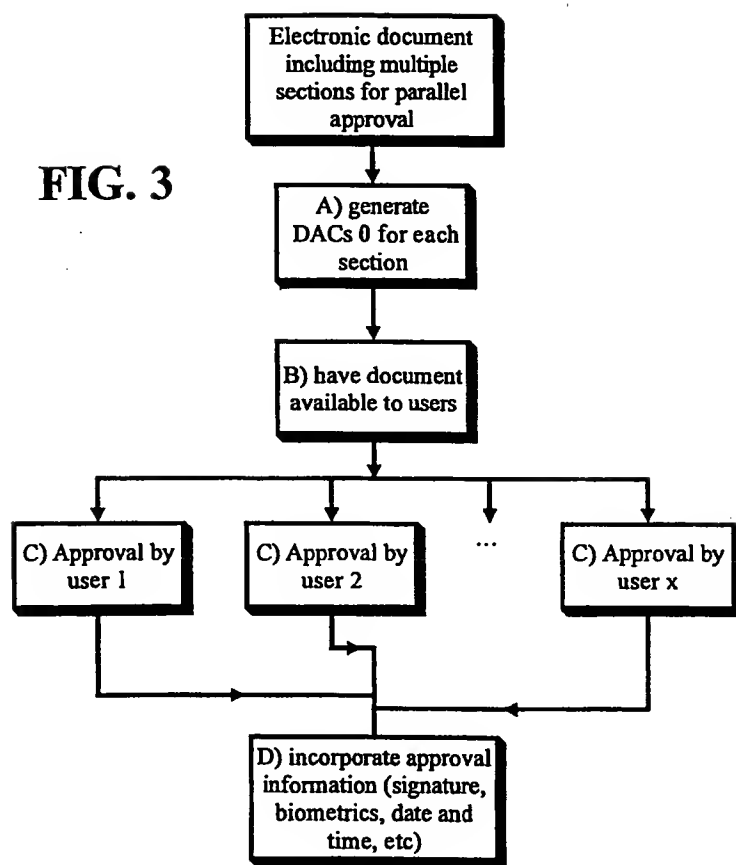 Electronic document
including multiple
sections for parallel
approval
FIG. 3
A) generate
DACs 0 for each
section
B) have document
available to users
C) Approval by
user 1
C) Approval by
user 2
...
C) Approval by
user x
D) incorporate approval
information (signature,
biometrics, date and
time, etc)